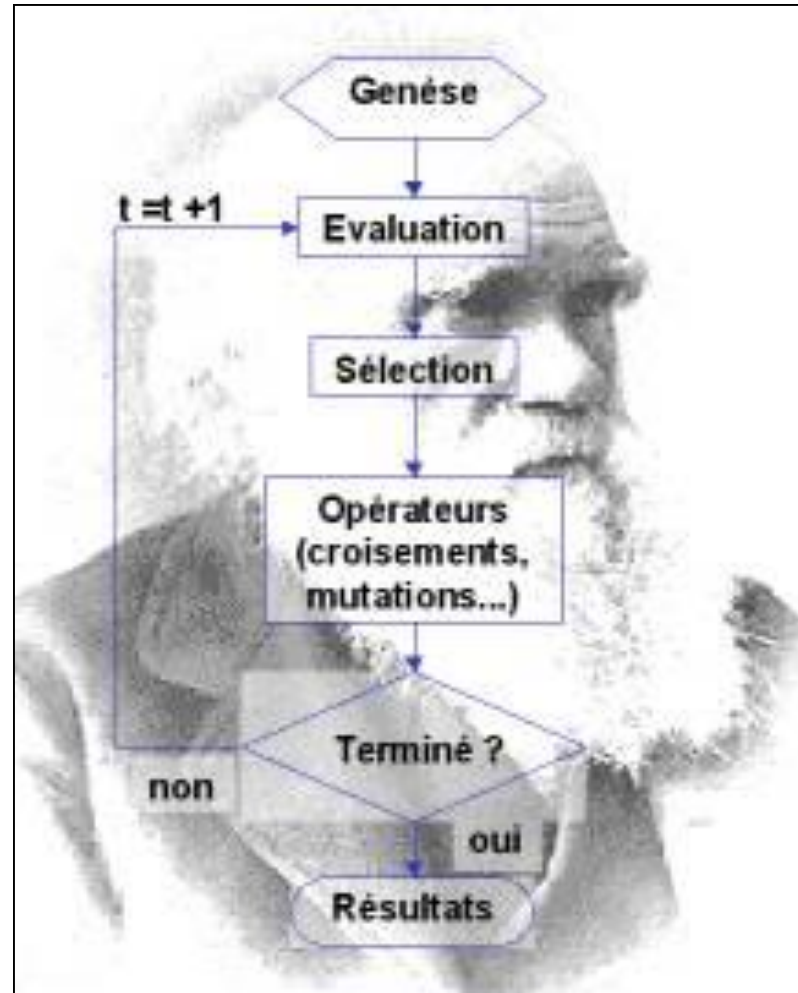 Genése
t =t +1
Evaluation
Sélection
Opérateurs
(croisements,
mutations...)
Terminé ?
non
oui
Résultats